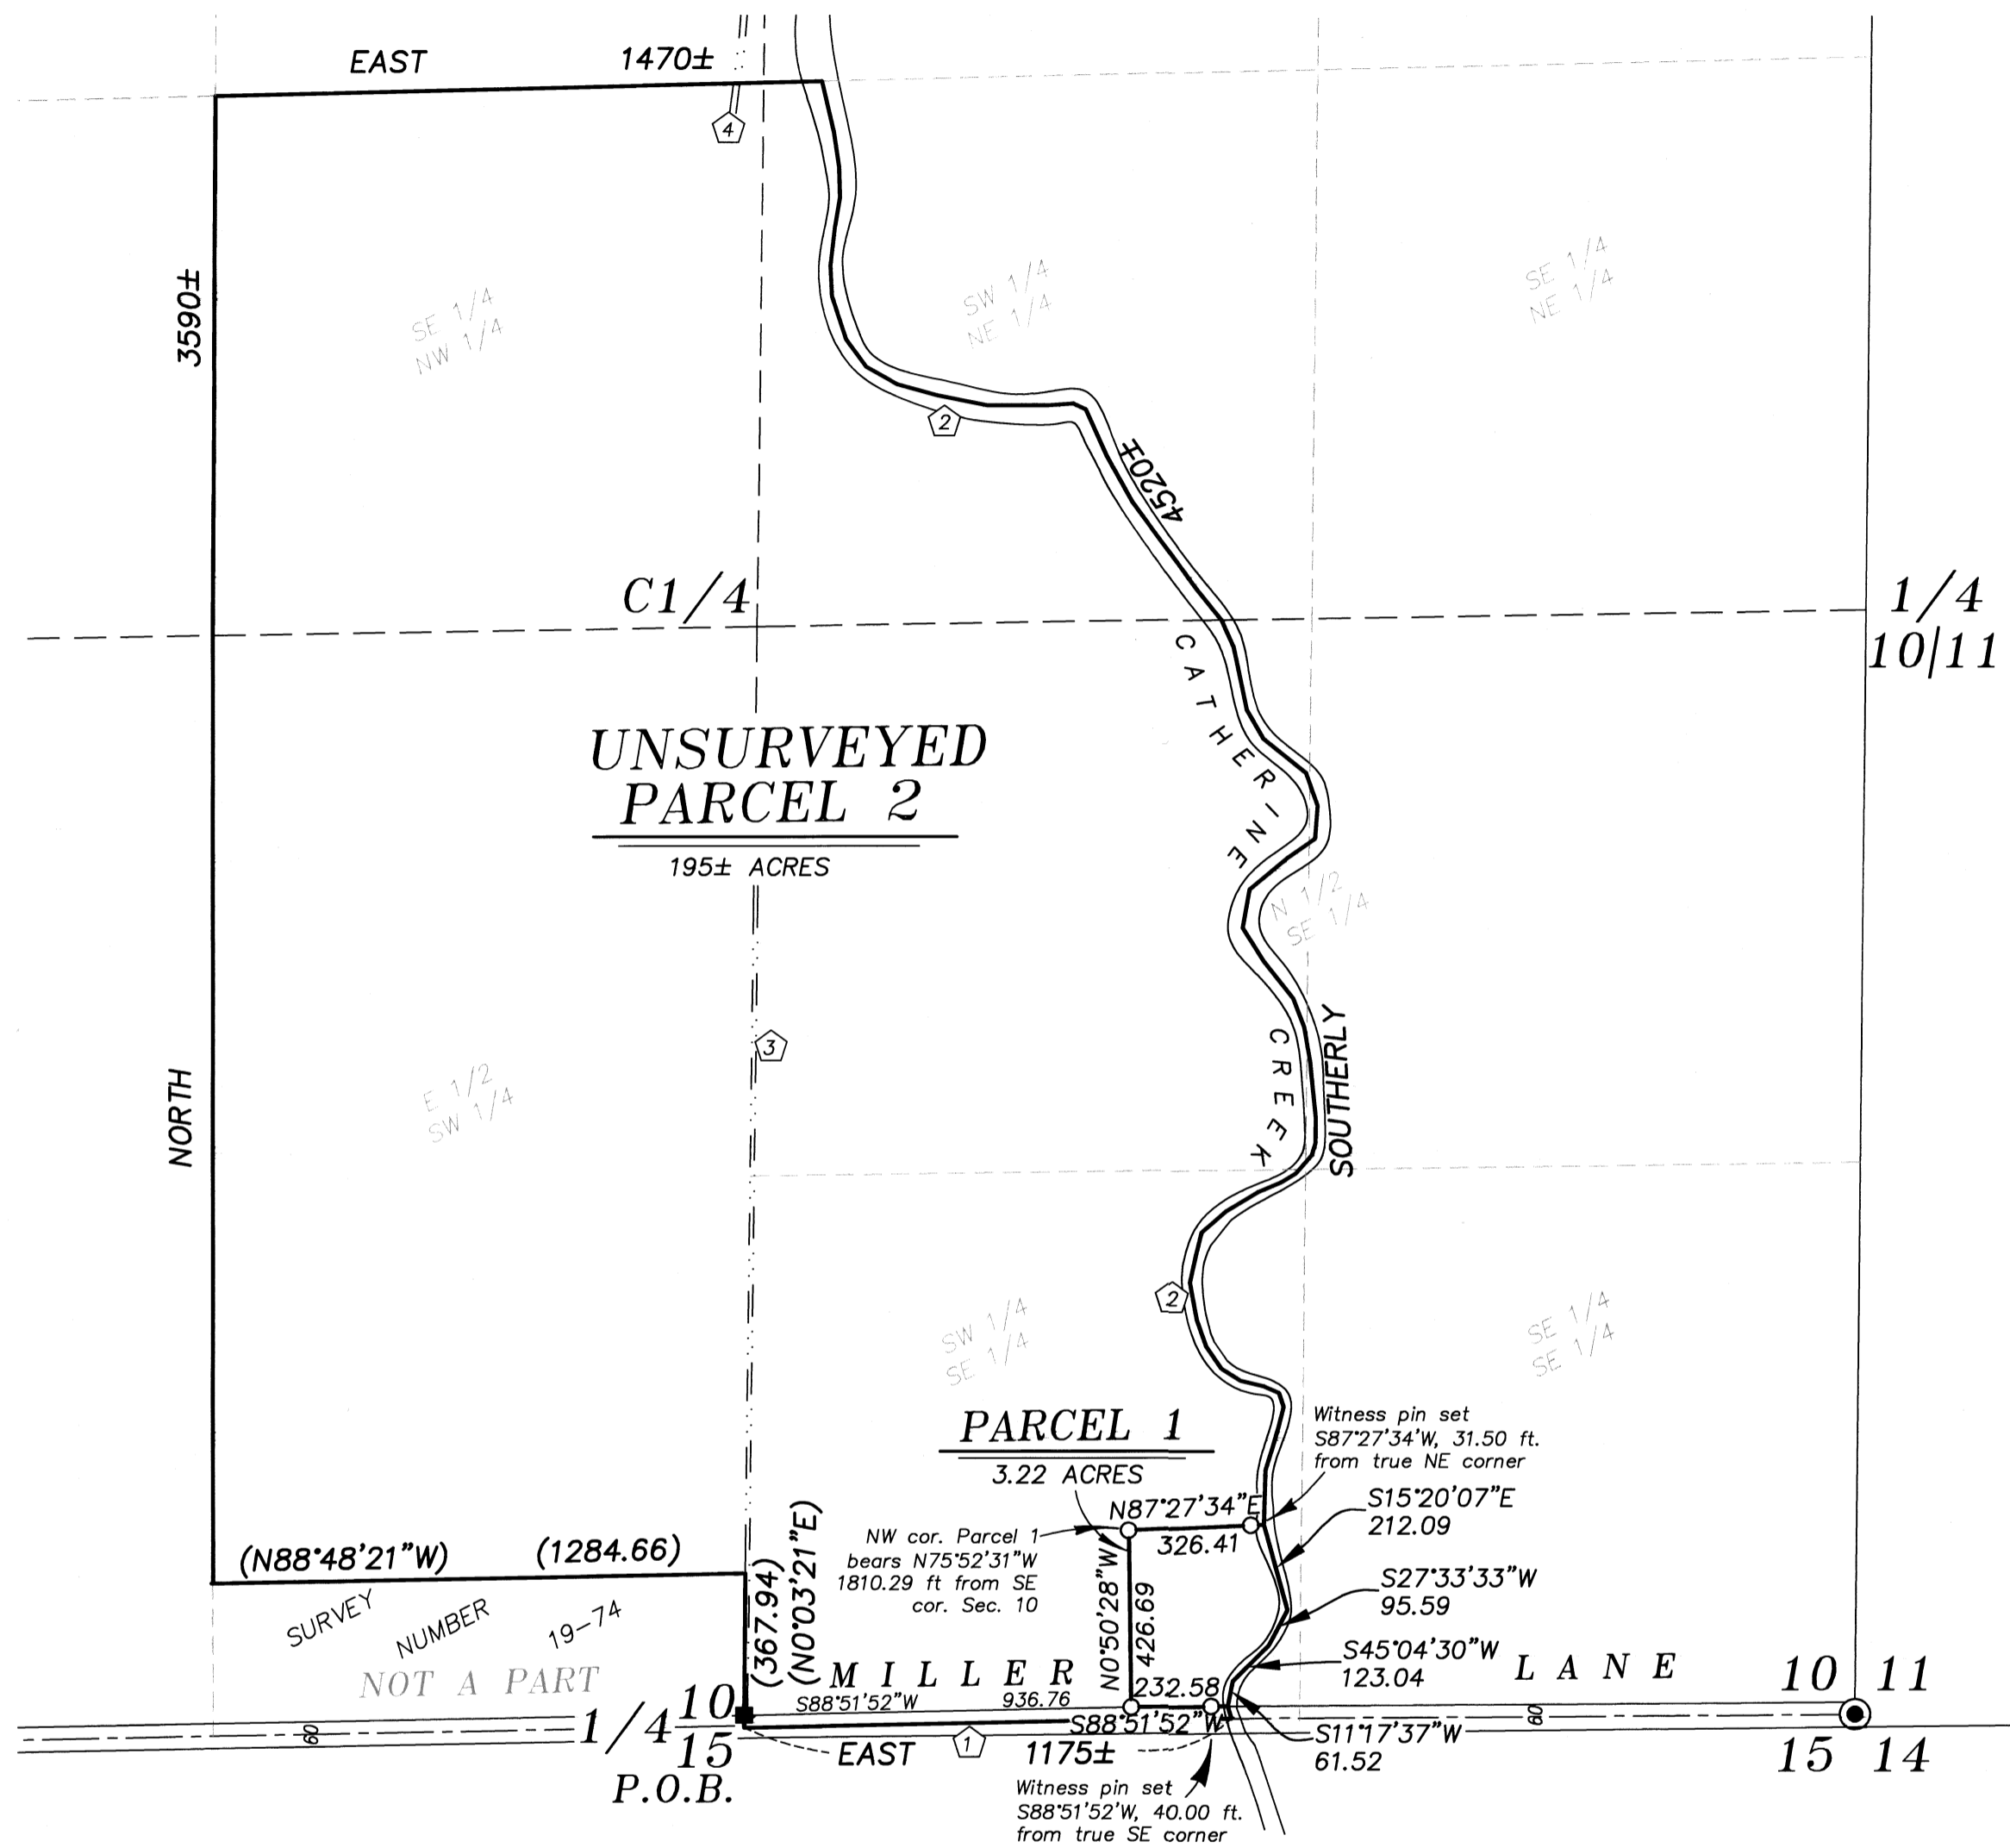 EAST 1470±
4
3590±
SE 1/4
NW 1/4
SW 1/4
NE 1/4
SE 1/4
NE 1/4
2
4520±
C1/4
1/4
10|11
CATHERINE
UNSURVEYED
PARCEL 2
195± ACRES
N 1/2
SE 1/4
3
CREEK
SOUTHERLY
NORTH
E 1/2
SW 1/4
2
SW 1/4
SE 1/4
SE 1/4
SE 1/4
PARCEL 1
3.22 ACRES
Witness pin set
S87°27'34'W, 31.50 ft.
from true NE corner
N87°27'34"E
326.41
S15°20'07"E
212.09
NW cor. Parcel 1
bears N75°52'31"W
1810.29 ft from SE
cor. Sec. 10
N0°50'28"W
426.69
S27°33'33"W
95.59
(N88°48'21"W) (1284.66)
(367.94)
(N0°03'21"E)
SURVEY NUMBER 19-74
NOT A PART
S45°04'30"W
123.04
MILLER LANE
10 11
S88°51'52"W 936.76
232.58
S88°51'52"W
10
1/4
15
P.O.B.
60
EAST 1175±
1
60
S11°17'37"W
61.52
15 14
Witness pin set
S88°51'52'W, 40.00 ft.
from true SE corner